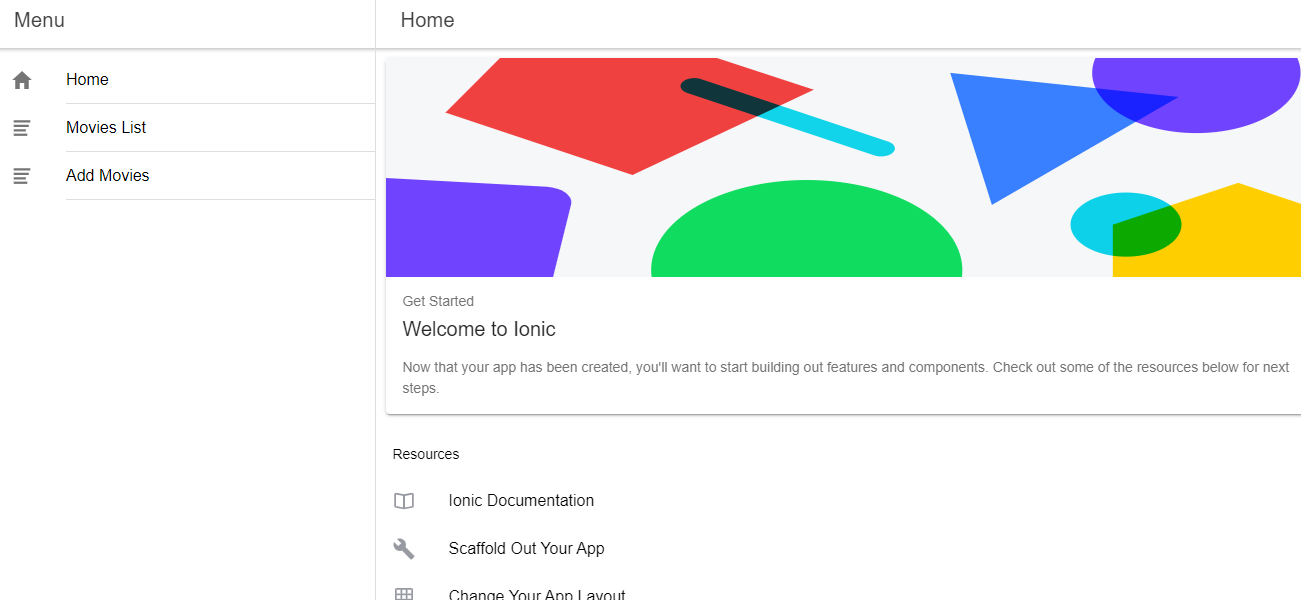 Menu
Home
Home
Movies List
Add Movies
Get Started
Welcome to Ionic
Now that your app has been created, you'll want to start building out features and components. Check out some of the resources below for next
steps.
Resources
Ionic Documentation
Scaffold Out Your App
Change Your App Layout